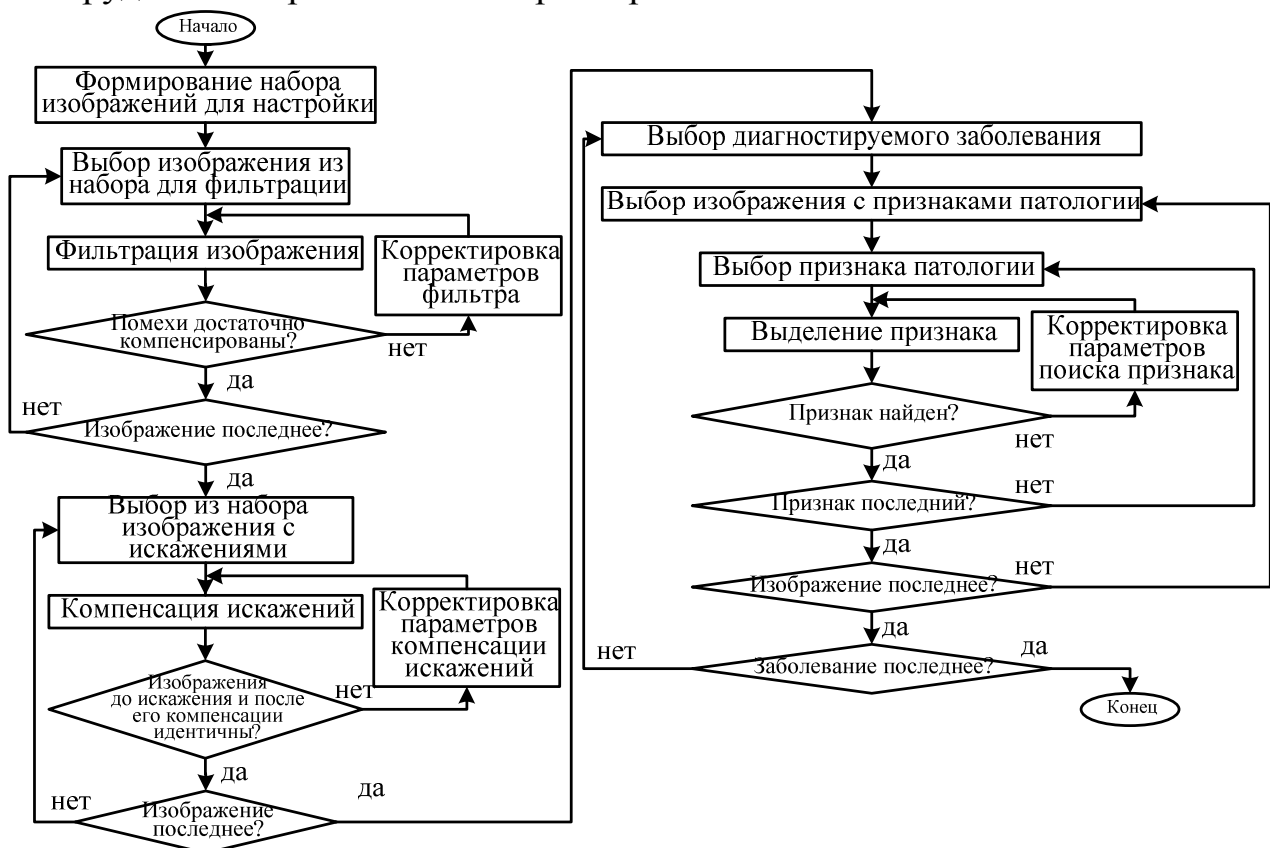 Начало
Формирование набора
изображений для настройки
Выбор изображения из
набора для фильтрации
Фильтрация изображения
Корректировка
параметров
фильтра
Помехи достаточно
компенсированы?
нет
да
нет
Изображение последнее?
да
Выбор из набора
изображения с
искажениями
Компенсация искажений
Корректировка
параметров
компенсации
искажений
Изображения
до искажения и после
его компенсации
идентичны?
нет
да
нет
Изображение
последнее?
да
Выбор диагностируемого заболевания
Выбор изображения с признаками патологии
Выбор признака патологии
Выделение признака
Корректировка
параметров
поиска признака
Признак найден?
нет
да
Признак последний?
нет
да
Изображение последнее?
нет
да
нет
Заболевание последнее?
да
Конец